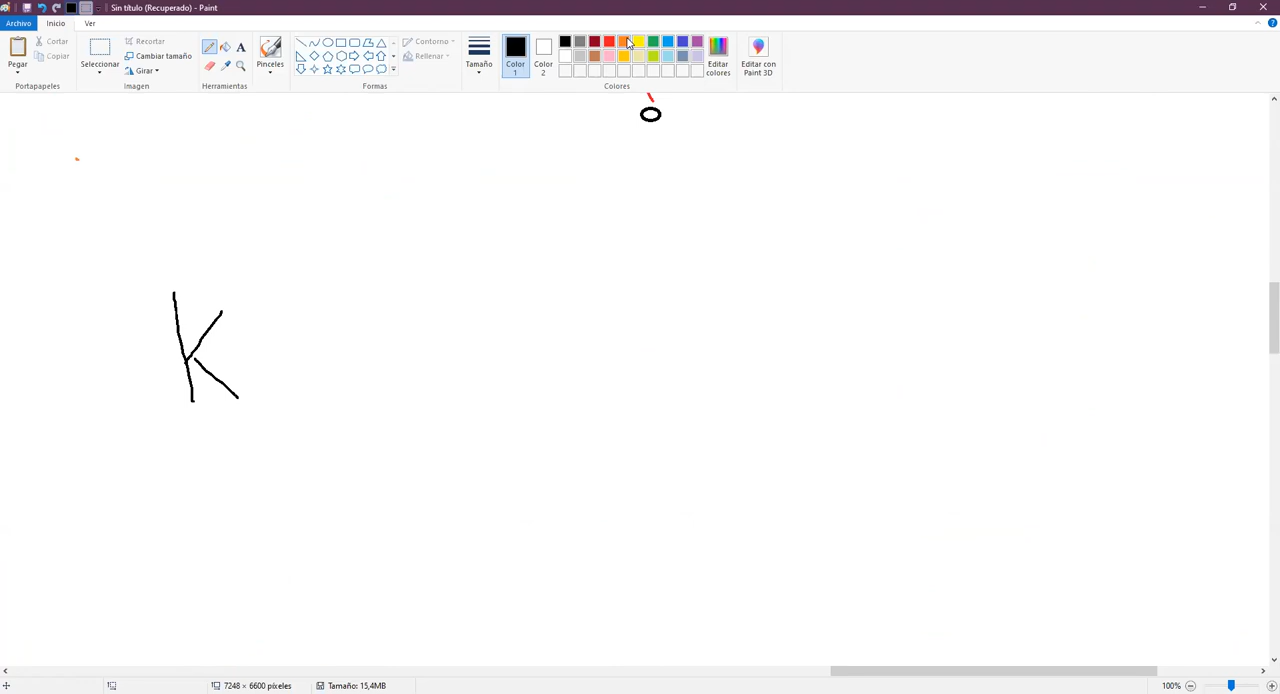 Sin título (Recuperado) - Paint
Archivo Inicio Ver
Pegar
Cortar
Copiar
Portapapeles
Seleccionar
Recortar
Cambiar tamaño
Girar
Imagen
A
Herramientas
Pinceles
Contorno
Rellenar
Formas
Tamaño
Color 1
Color 2
Editar colores
Editar con Paint 3D
Colores
K
7248 × 6600 píxeles
Tamaño: 15,4MB
100%